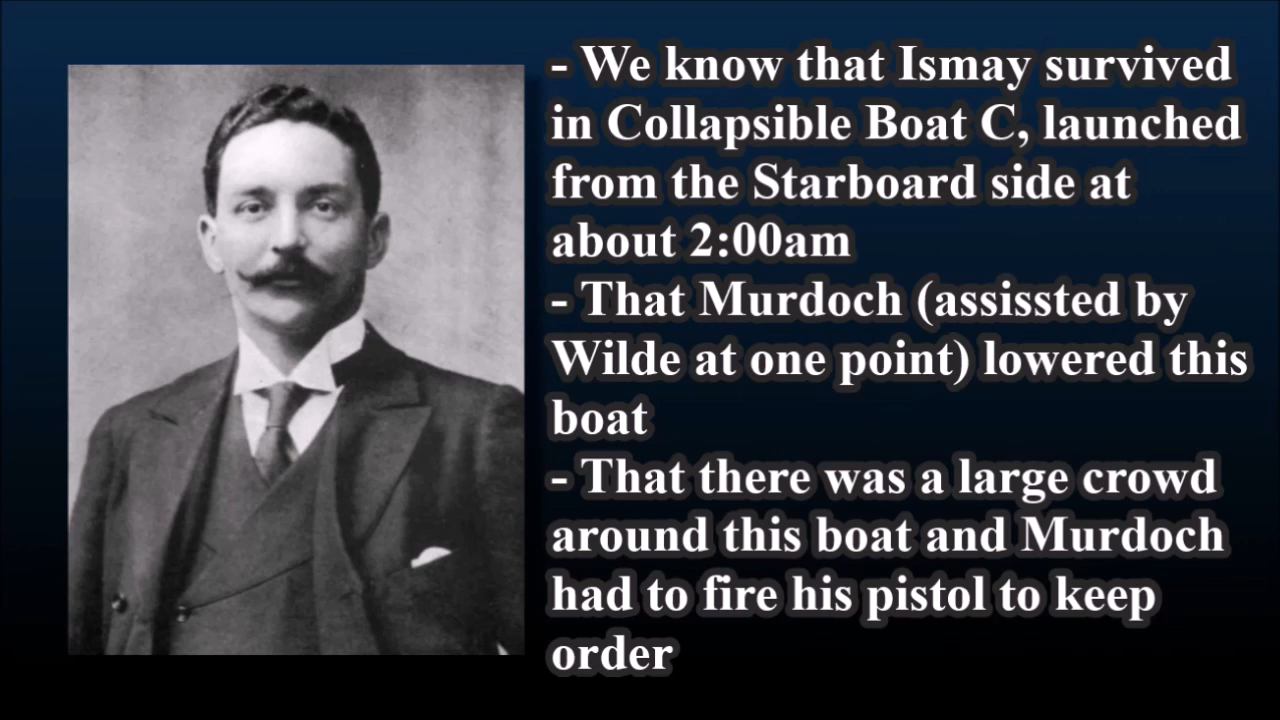 - We know that Ismay survived
in Collapsible Boat C, launched
from the Starboard side at
about 2:00am
- That Murdoch (assissted by
Wilde at one point) lowered this
boat
- That there was a large crowd
around this boat and Murdoch
had to fire his pistol to keep
order